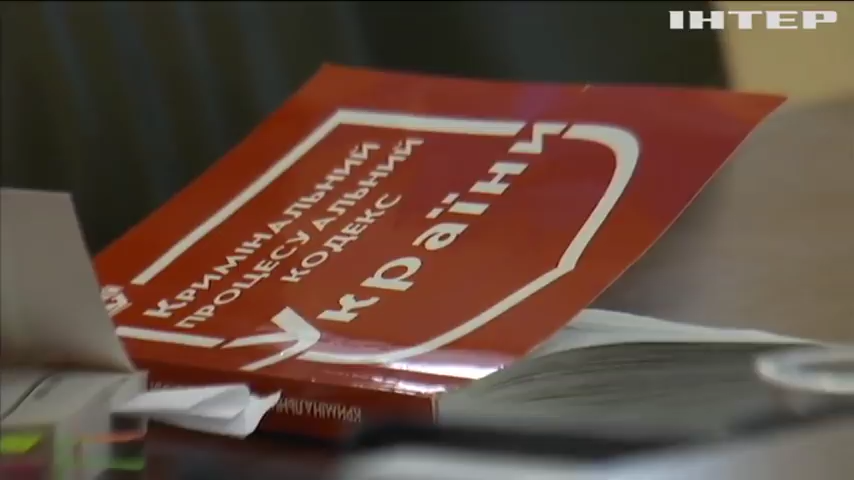 ІНТЕР
КРИМІНАЛЬНИЙ
ПРОЦЕСУАЛЬНИЙ
КОДЕКС
України